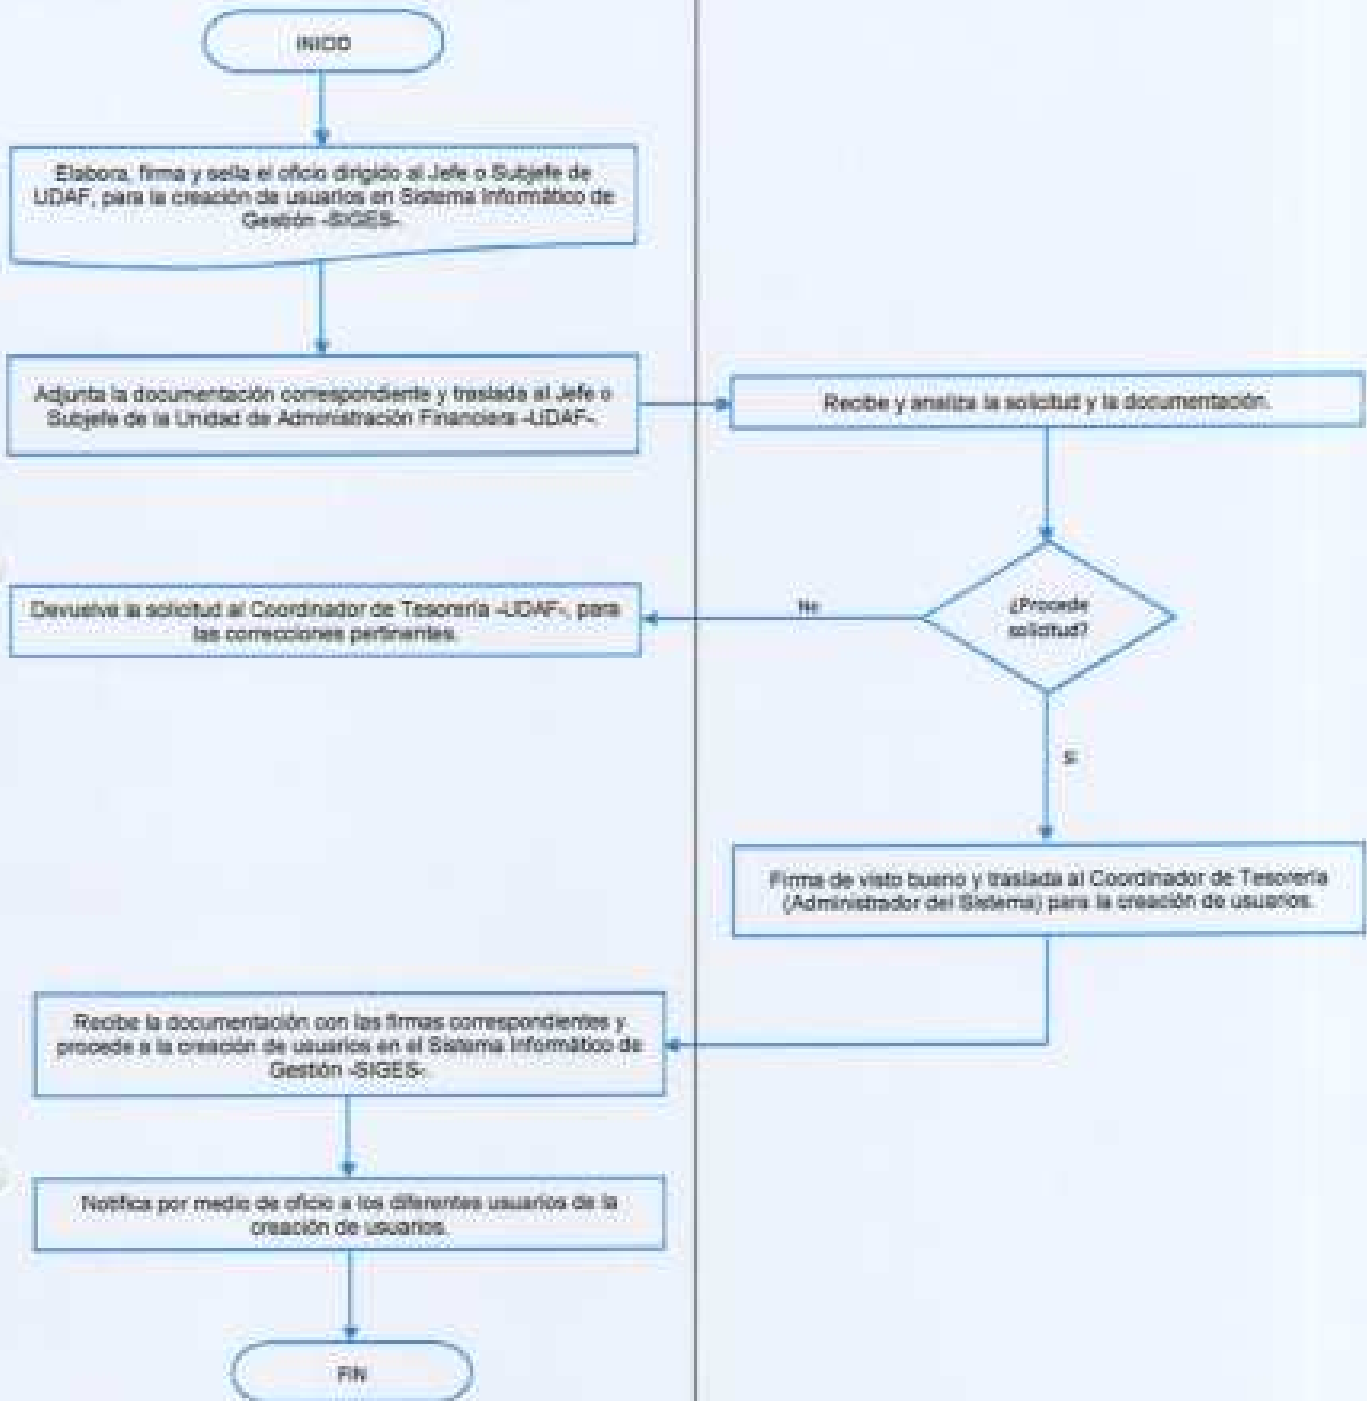 INICIO
Elabora, firma y sella el oficio dirigido al Jefe o Subjefe de
UDAF, para la creación de usuarios en Sistema Informático de
Gestión -SIGES-.
Adjunta la documentación correspondiente y traslada al Jefe o
Subjefe de la Unidad de Administración Financiera -UDAF-.
Recibe y analiza la solicitud y la documentación.
¿Procede
solicitud?
No
Devuelve la solicitud al Coordinador de Tesorería -UDAF-, para
las correcciones pertinentes.
Si
Firma de visto bueno y traslada al Coordinador de Tesorería
(Administrador del Sistema) para la creación de usuarios.
Recibe la documentación con las firmas correspondientes y
procede a la creación de usuarios en el Sistema Informático de
Gestión -SIGES-.
Notifica por medio de oficio a los diferentes usuarios de la
creación de usuarios.
FIN